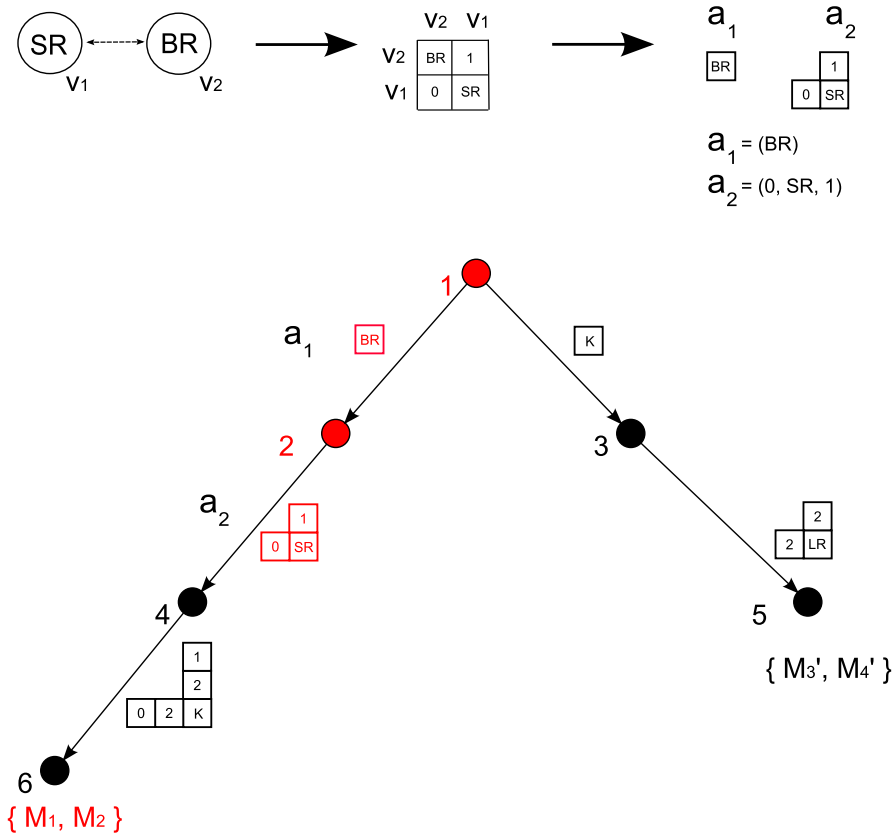 SR BR
v1 v2
v2 v1
v2 BR 1
v1 0 SR
a1 a2
BR 1
0 SR
a1 = (BR)
a2 = (0, SR, 1)
1
a1 BR K
2 3
a2 1 2
0 SR 2 LR
4 5
1
2
0 2 K
{ M3', M4' }
6
{ M1, M2 }